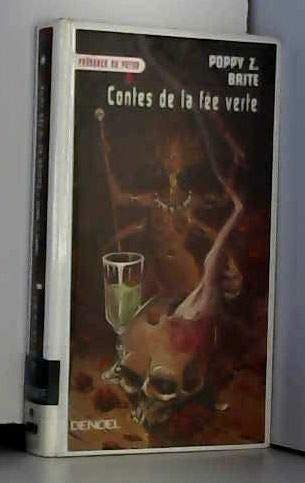 PRÉSENCE DU FUTUR
POPPY Z.
BRITE
Contes de la fée verte
DENOËL